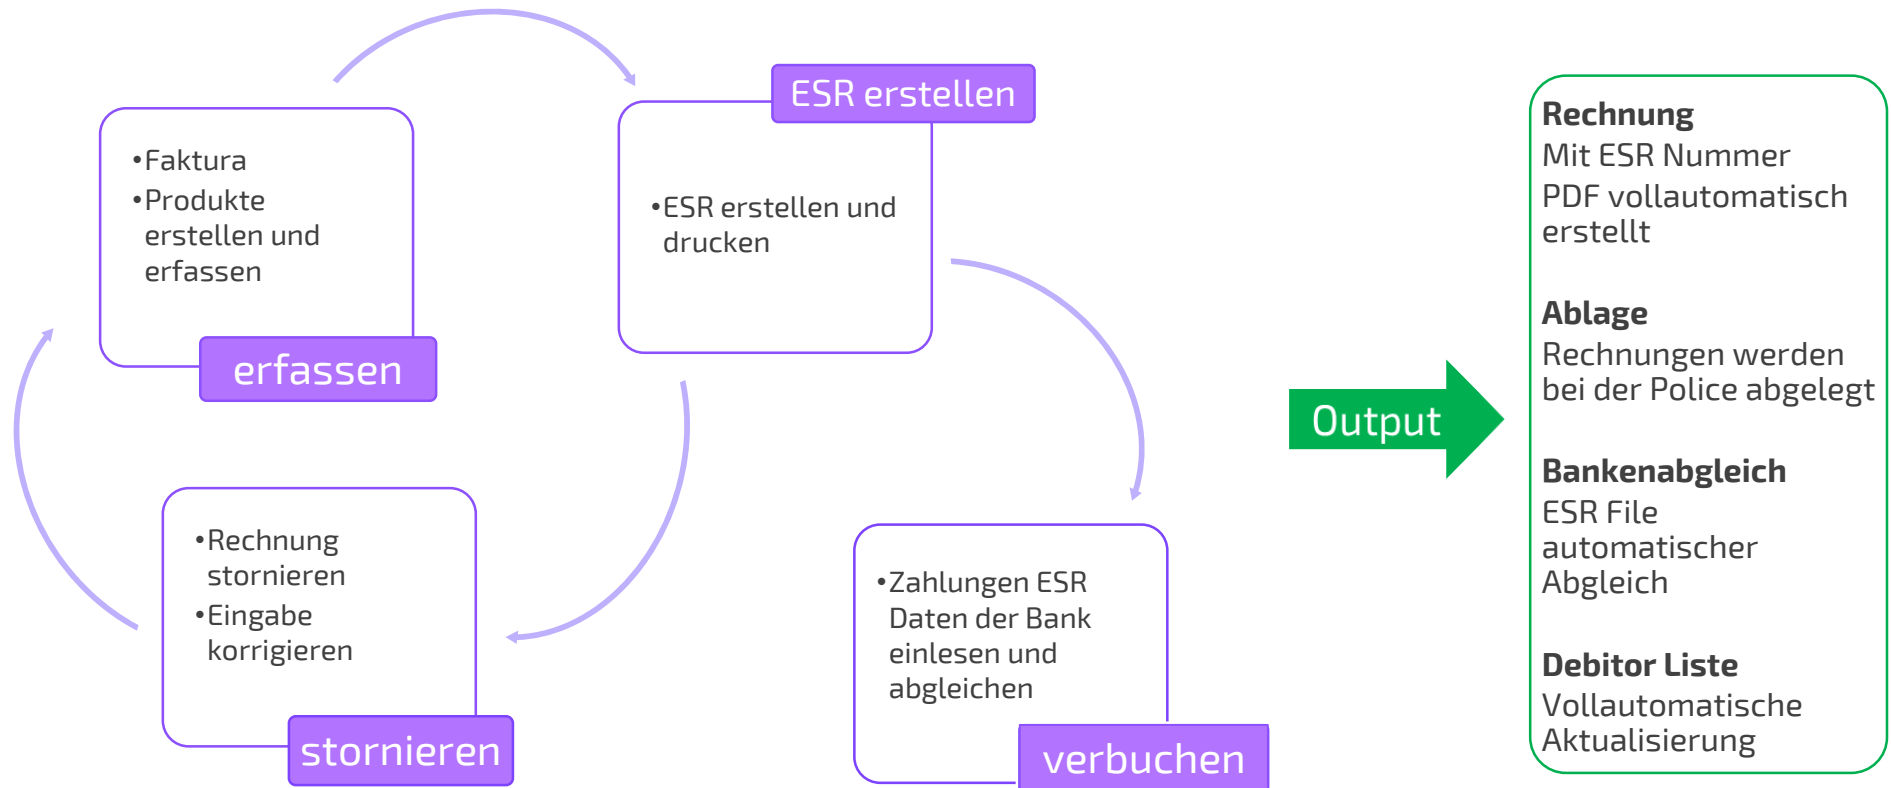 •Faktura
•Produkte
erstellen und
erfassen
erfassen
ESR erstellen
•ESR erstellen und
drucken
•Rechnung
stornieren
•Eingabe
korrigieren
stornieren
•Zahlungen ESR
Daten der Bank
einlesen und
abgleichen
verbuchen
Output
Rechnung
Mit ESR Nummer
PDF vollautomatisch
erstellt
Ablage
Rechnungen werden
bei der Police abgelegt
Bankenabgleich
ESR File
automatischer
Abgleich
Debitor Liste
Vollautomatische
Aktualisierung